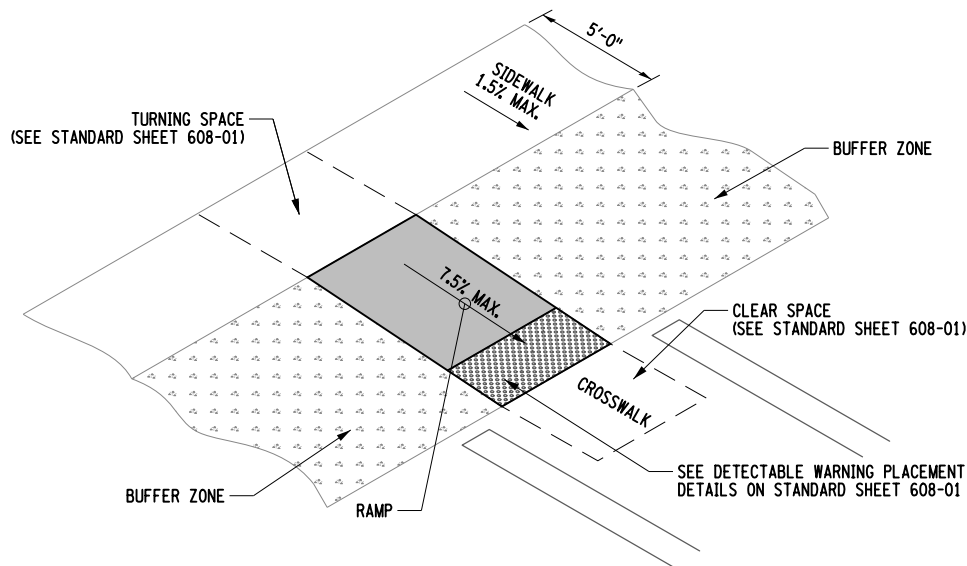 5'-0"
SIDEWALK
1.5% MAX.
TURNING SPACE
(SEE STANDARD SHEET 608-01)
BUFFER ZONE
7.5% MAX.
CLEAR SPACE
(SEE STANDARD SHEET 608-01)
CROSSWALK
SEE DETECTABLE WARNING PLACEMENT
DETAILS ON STANDARD SHEET 608-01
BUFFER ZONE
RAMP